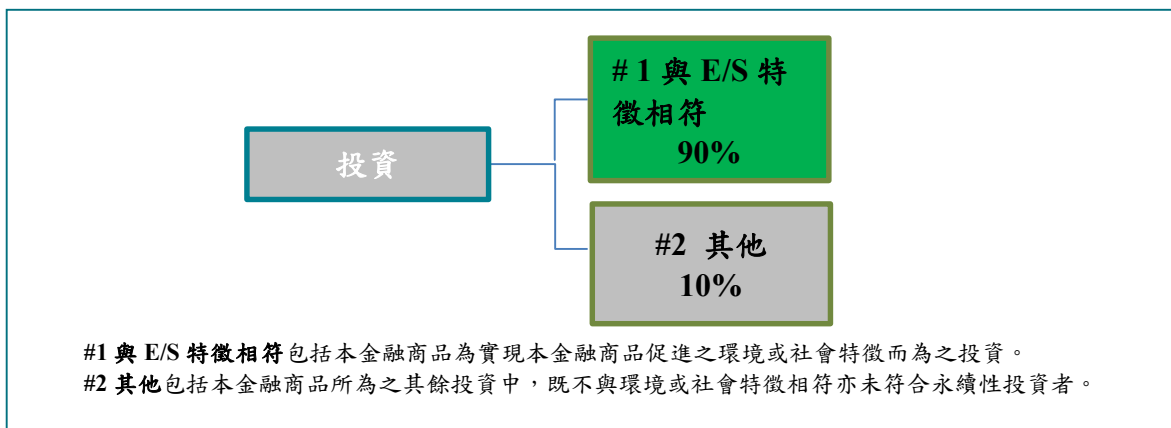 # 1 與 E/S 特
徵相符
90%
投資
#2 其他
10%
#1 與 E/S 特徵相符包括本金融商品為實現本金融商品促進之環境或社會特徵而為之投資。
#2 其他包括本金融商品所為之其餘投資中，既不與環境或社會特徵相符亦未符合永續性投資者。